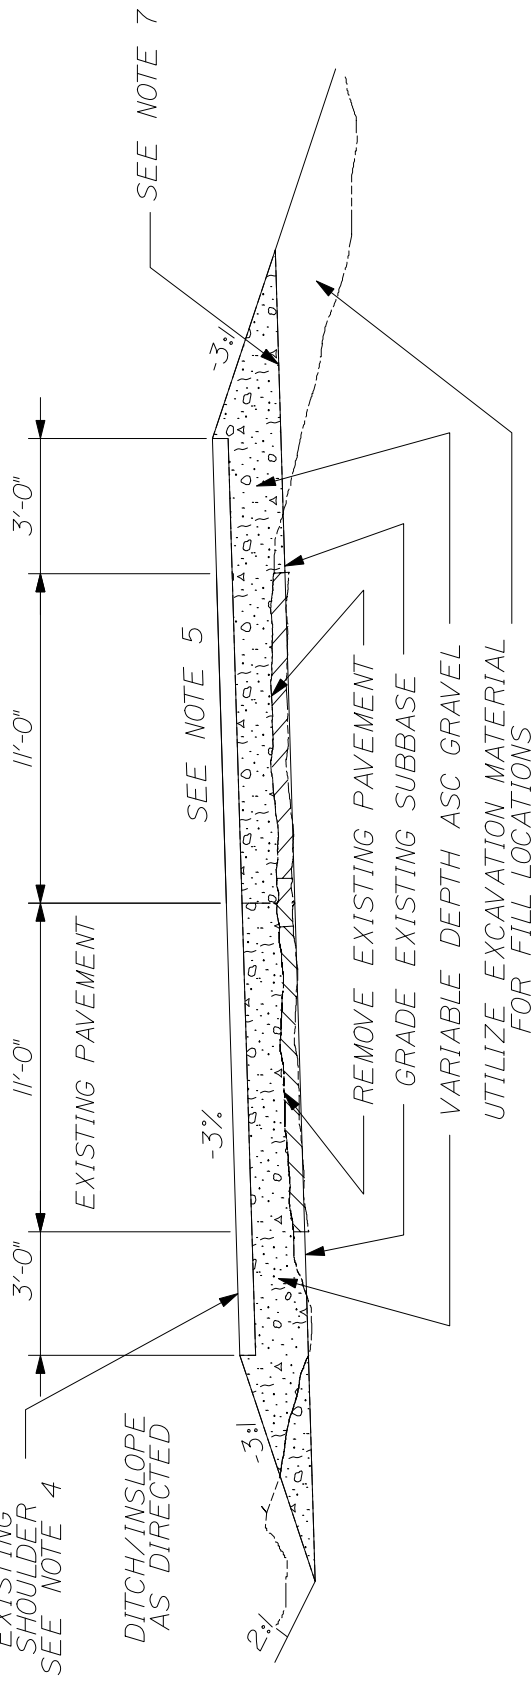 EXISTING
SHOULDER
SEE NOTE 4
3'-0"
11'-0"
11'-0"
3'-0"
EXISTING PAVEMENT
SEE NOTE 5
SEE NOTE 7
DITCH/INSLOPE
AS DIRECTED
-3%
-3:1
-3:1
2:1
REMOVE EXISTING PAVEMENT
GRADE EXISTING SUBBASE
VARIABLE DEPTH ASC GRAVEL
UTILIZE EXCAVATION MATERIAL
FOR FILL LOCATIONS